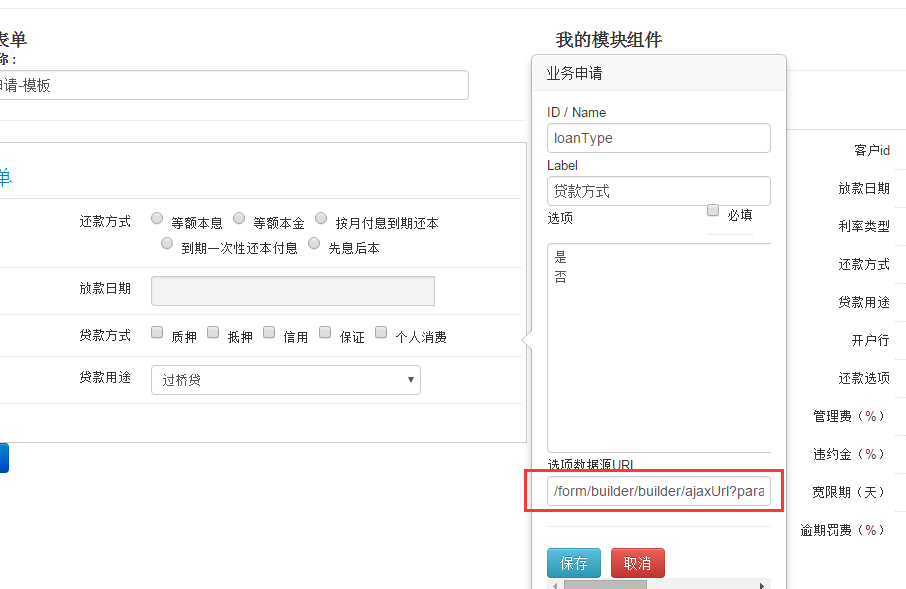 表单
我的模块组件
称：
申请-模板
业务申请
ID / Name
loanType
Label
贷款方式
选项
必填
是
否
选项数据源URL
/form/builder/builder/ajaxUrl?para
保存
取消
单
还款方式
等额本息
等额本金
按月付息到期还本
到期一次性还本付息
先息后本
放款日期
贷款方式
质押
抵押
信用
保证
个人消费
贷款用途
过桥贷
客户id
放款日期
利率类型
还款方式
贷款用途
开户行
还款选项
管理费（%）
违约金（%）
宽限期（天）
逾期罚费（%）